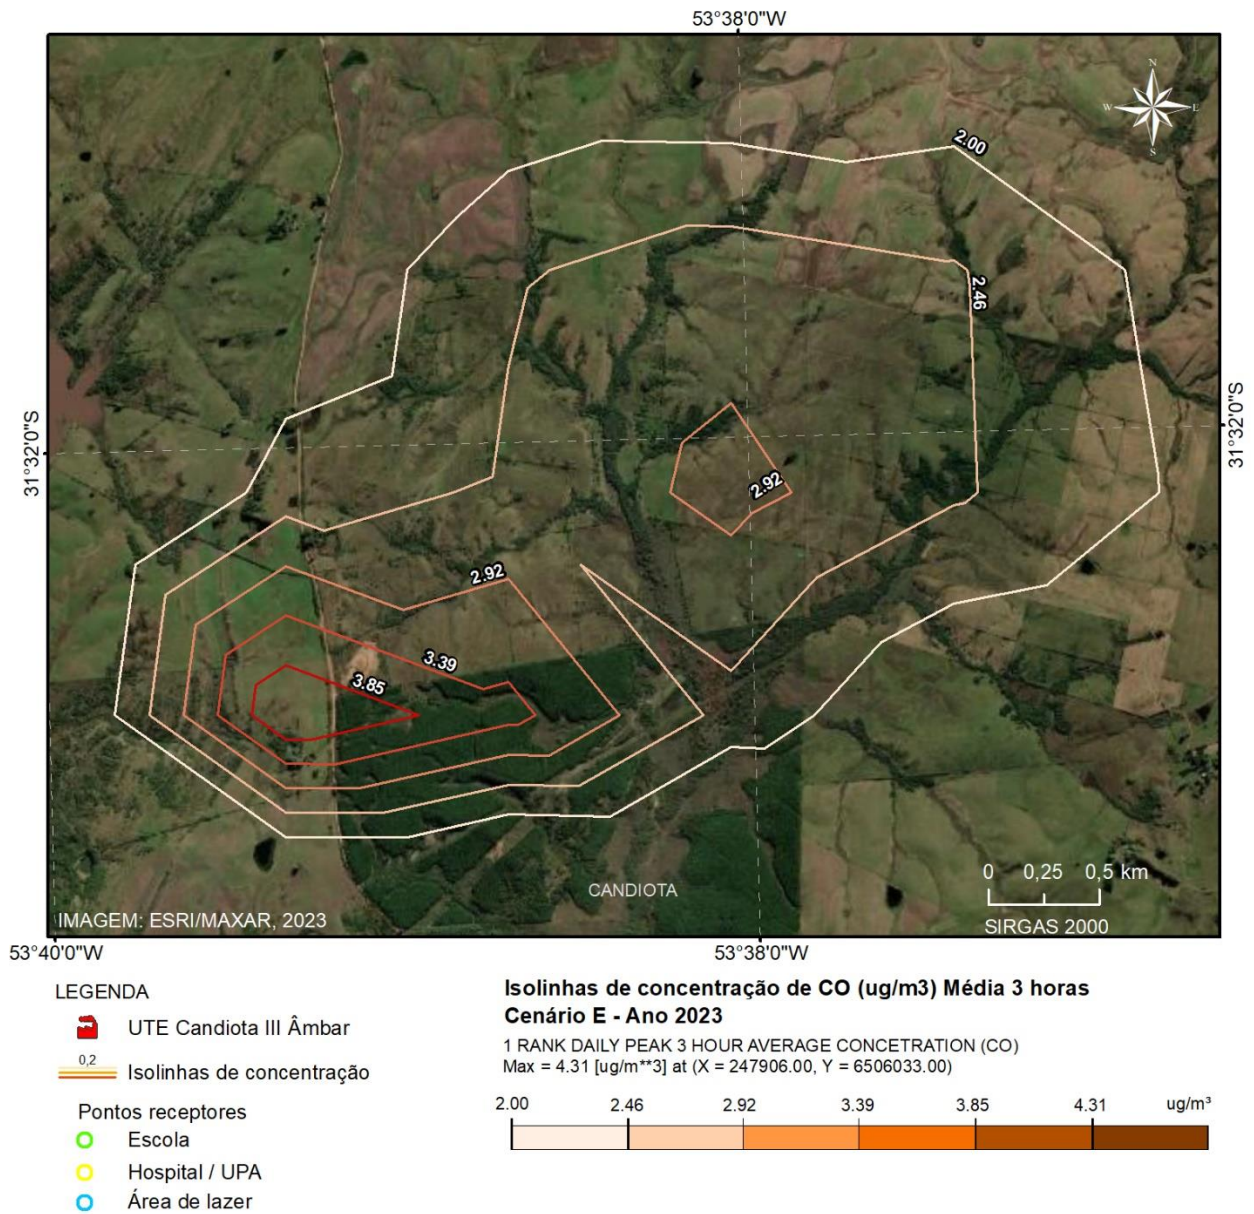 53°38'0"W
N
W
E
S
2.00
2.46
31°32'0"S
31°32'0"S
2.92
2.92
3.39
3.85
CANDIOTA
0 0,25 0,5 km
IMAGEM: ESRI/MAXAR, 2023
SIRGAS 2000
53°40'0"W
53°38'0"W
LEGENDA
UTE Candiota III Âmbar
0,2
Isolinhas de concentração
Pontos receptores
Escola
Hospital / UPA
Área de lazer
Isolinhas de concentração de CO (ug/m3) Média 3 horas
Cenário E - Ano 2023
1 RANK DAILY PEAK 3 HOUR AVERAGE CONCETRATION (CO)
Max = 4.31 [ug/m**3] at (X = 247906.00, Y = 6506033.00)
2.00 2.46 2.92 3.39 3.85 4.31 ug/m³